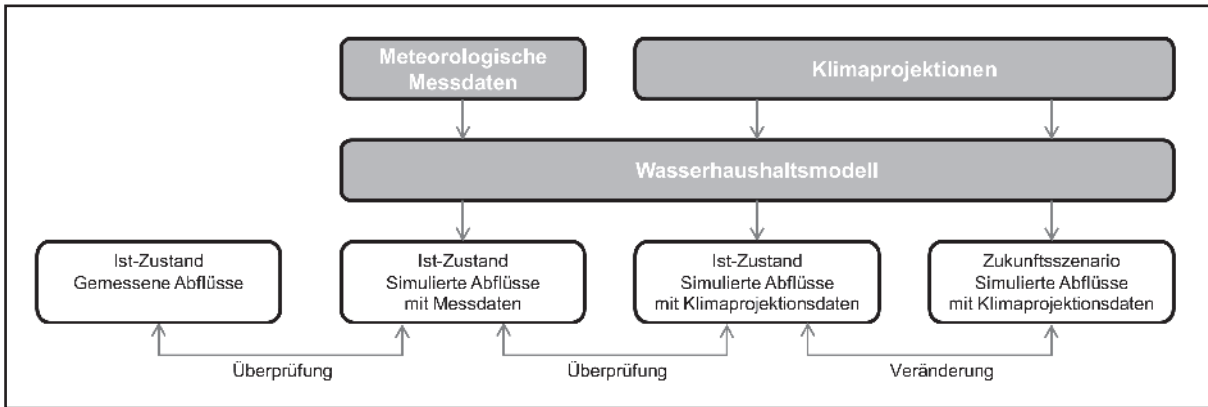 Meteorologische
Messdaten
Klimaprojektionen
Wasserhaushaltsmodell
Ist-Zustand
Gemessene Abflüsse
Ist-Zustand
Simulierte Abflüsse
mit Messdaten
Ist-Zustand
Simulierte Abflüsse
mit Klimaprojektionsdaten
Zukunftsszenario
Simulierte Abflüsse
mit Klimaprojektionsdaten
Überprüfung
Überprüfung
Veränderung